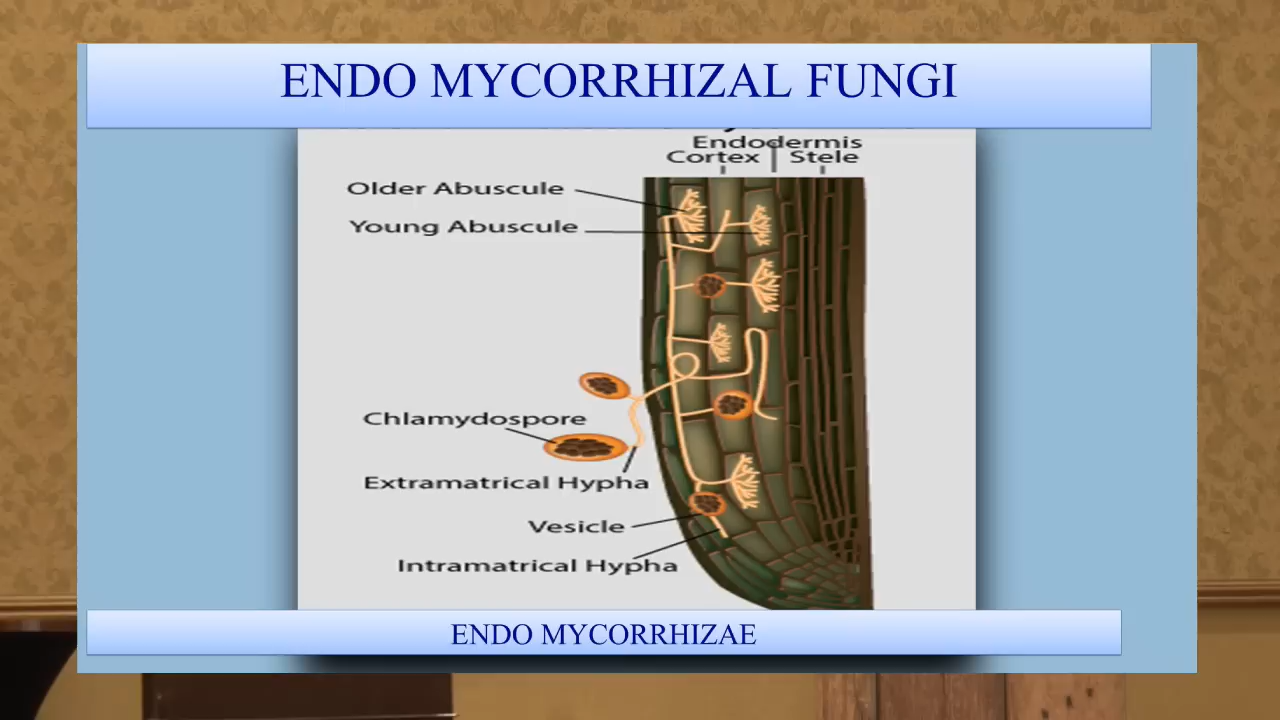 ENDO MYCORRHIZAL FUNGI
Endodermis
Cortex
Stele
Older Abuscule
Young Abuscule
Chlamydospore
Extramatrical Hypha
Vesicle
Intramatrical Hypha
ENDO MYCORRHIZAE